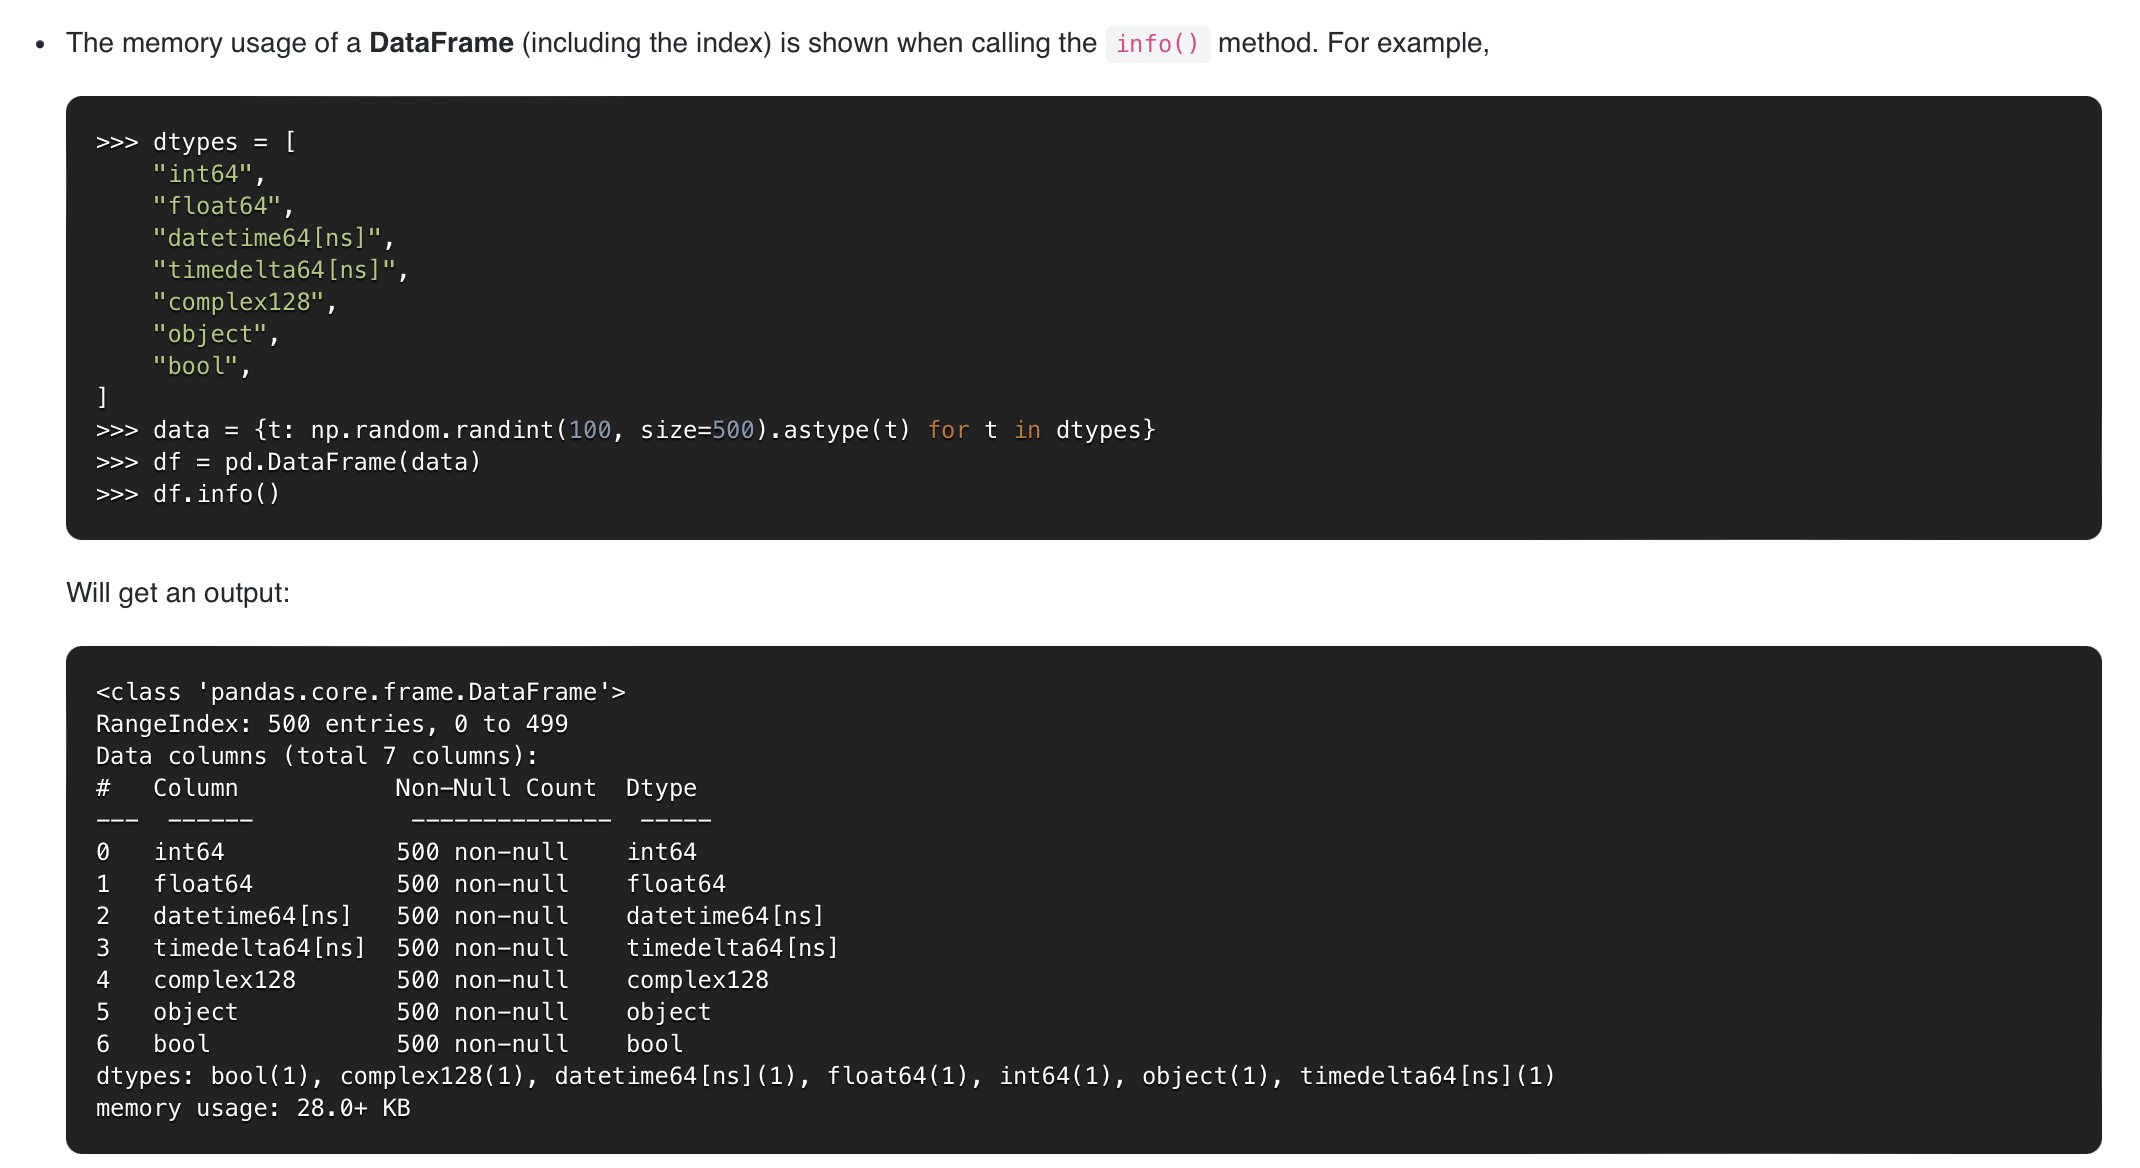 • The memory usage of a DataFrame (including the index) is shown when calling the info() method. For example,
>>> dtypes = [
    "int64",
    "float64",
    "datetime64[ns]",
    "timedelta64[ns]",
    "complex128",
    "object",
    "bool",
]
>>> data = {t: np.random.randint(100, size=500).astype(t) for t in dtypes}
>>> df = pd.DataFrame(data)
>>> df.info()
Will get an output:
<class 'pandas.core.frame.DataFrame'>
RangeIndex: 500 entries, 0 to 499
Data columns (total 7 columns):
#   Column           Non-Null Count  Dtype
---  ------           --------------  -----
0   int64            500 non-null    int64
1   float64          500 non-null    float64
2   datetime64[ns]   500 non-null    datetime64[ns]
3   timedelta64[ns]  500 non-null    timedelta64[ns]
4   complex128       500 non-null    complex128
5   object           500 non-null    object
6   bool             500 non-null    bool
dtypes: bool(1), complex128(1), datetime64[ns](1), float64(1), int64(1), object(1), timedelta64[ns](1)
memory usage: 28.0+ KB